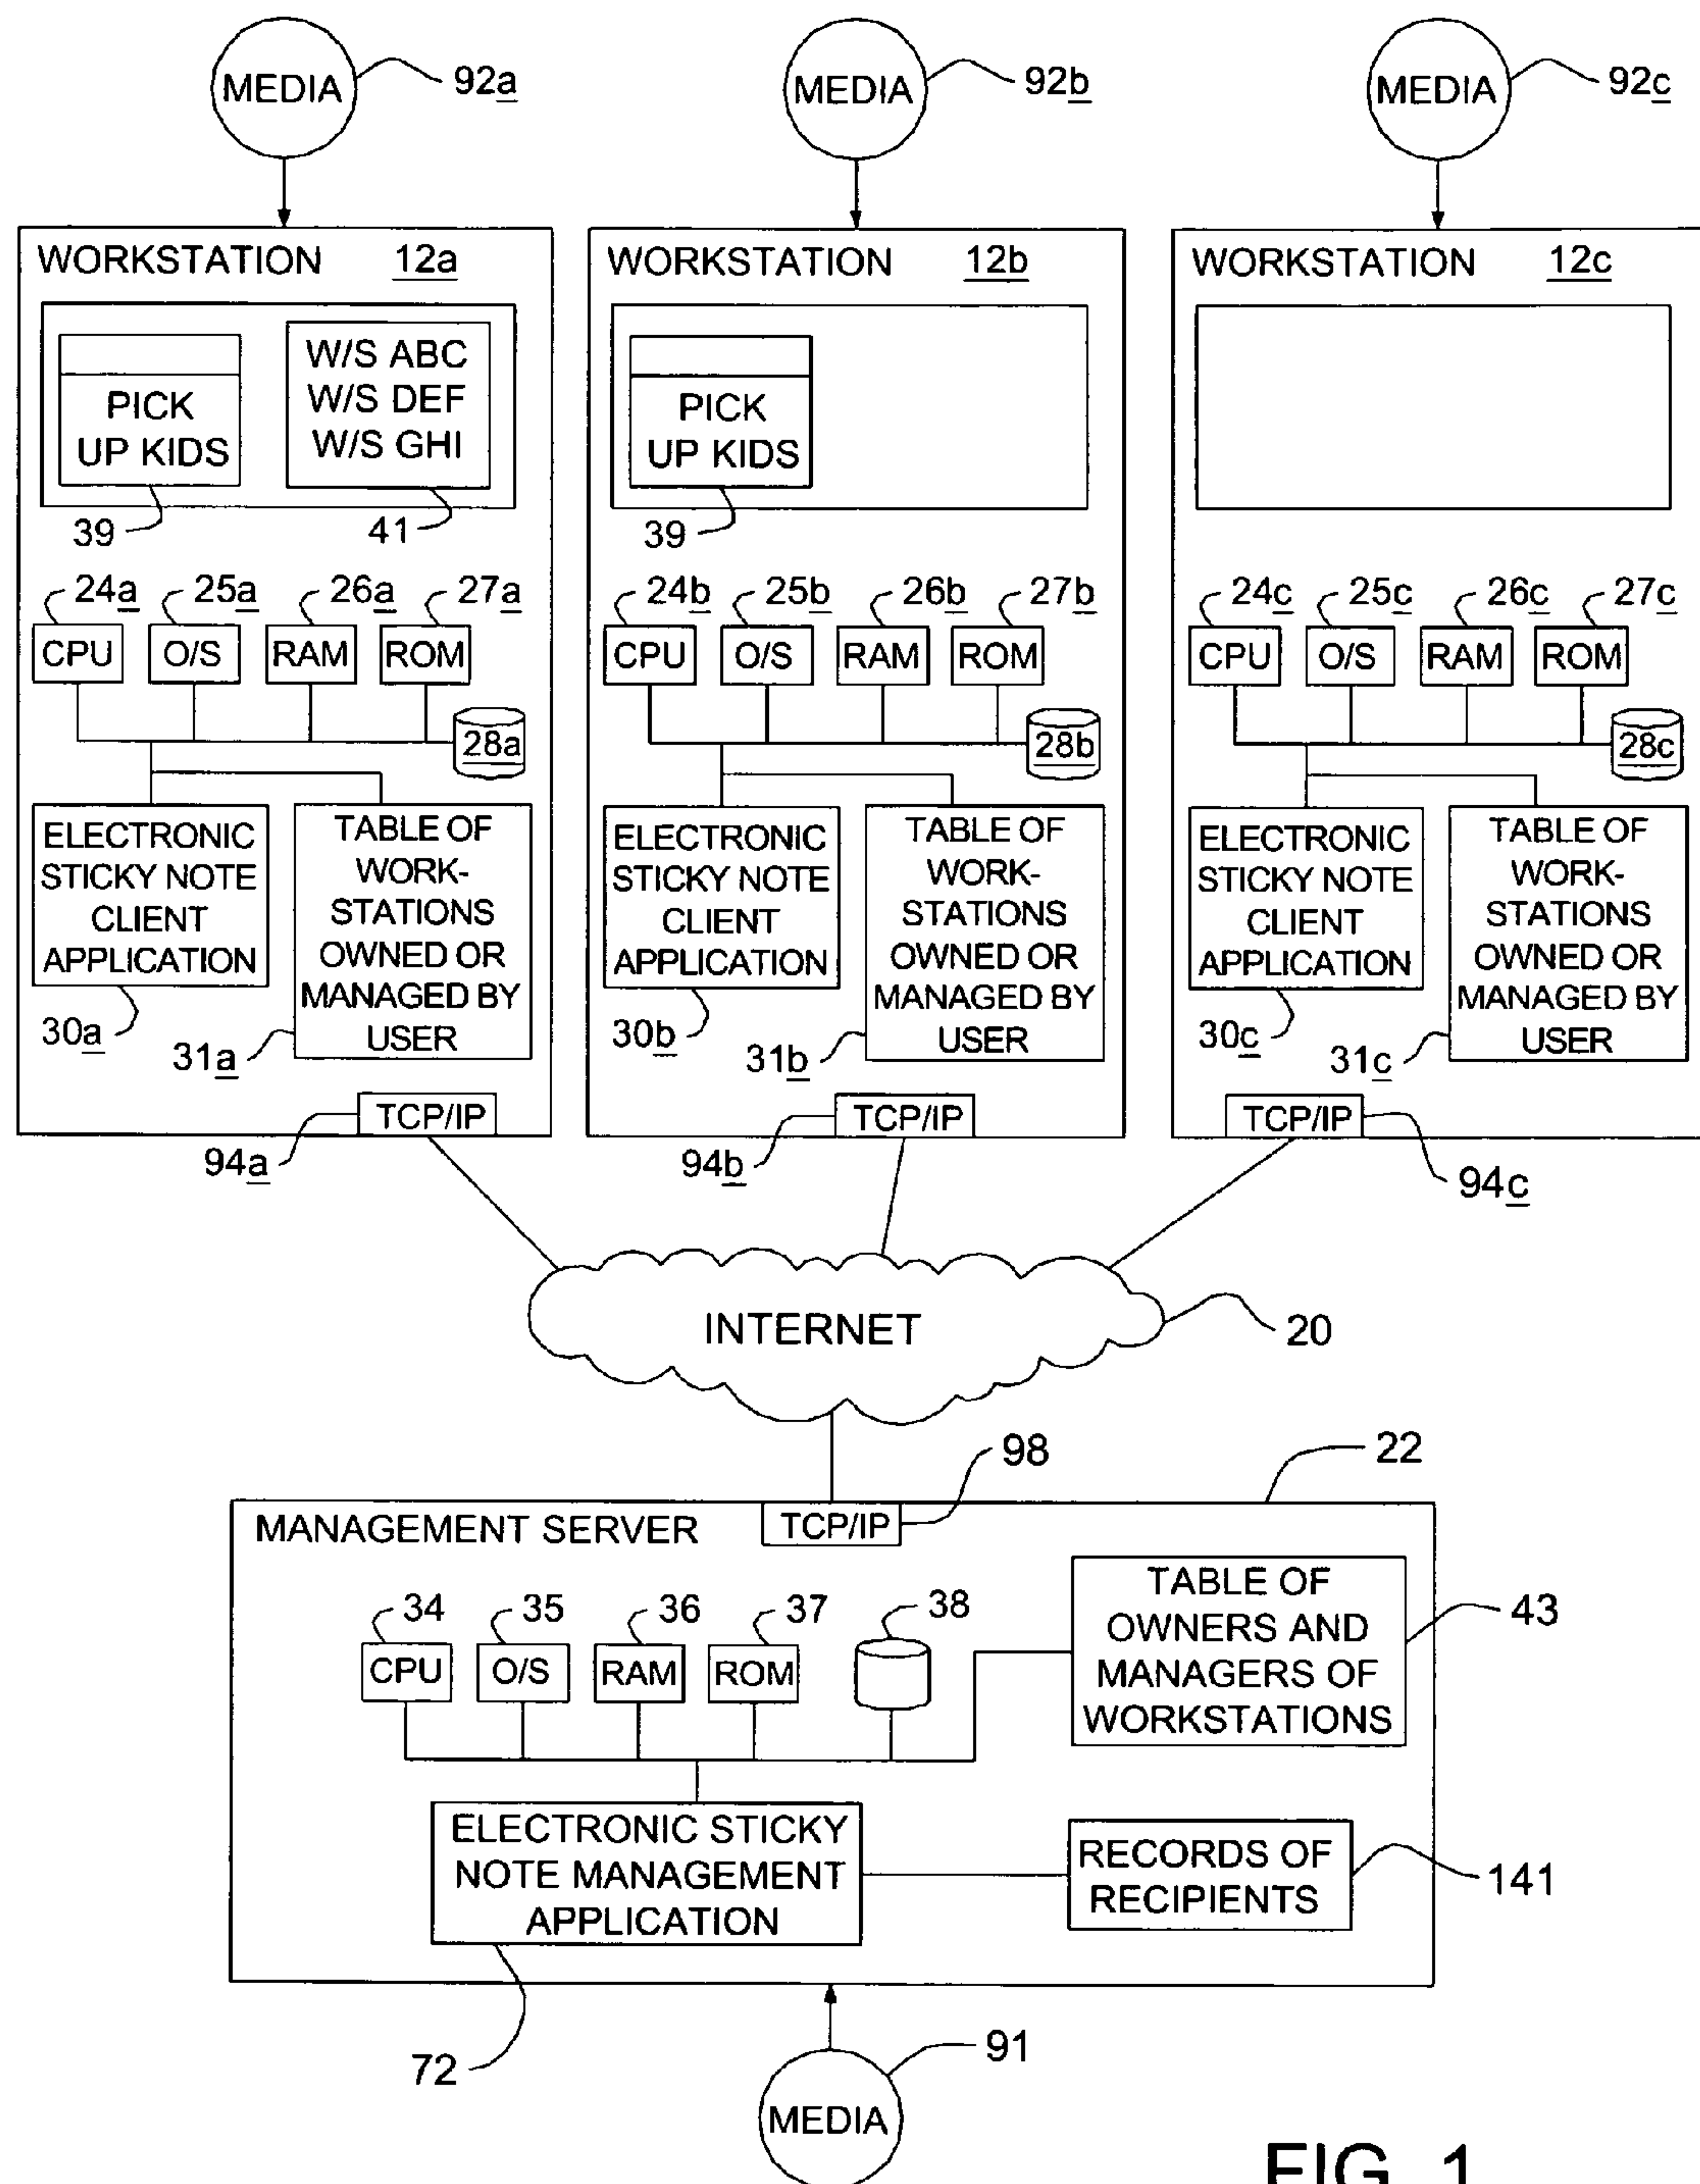 MEDIA 92a MEDIA 92b MEDIA 92c
WORKSTATION 12a
W/S ABC
W/S DEF
W/S GHI
PICK
UP KIDS
39 41
24a 25a 26a 27a
CPU O/S RAM ROM
28a
ELECTRONIC
STICKY NOTE
CLIENT
APPLICATION
30a
TABLE OF
WORK-
STATIONS
OWNED OR
MANAGED BY
USER
31a
TCP/IP
94a
WORKSTATION 12b
PICK
UP KIDS
39
24b 25b 26b 27b
CPU O/S RAM ROM
28b
ELECTRONIC
STICKY NOTE
CLIENT
APPLICATION
30b
TABLE OF
WORK-
STATIONS
OWNED OR
MANAGED BY
USER
31b
TCP/IP
94b
WORKSTATION 12c
24c 25c 26c 27c
CPU O/S RAM ROM
28c
ELECTRONIC
STICKY NOTE
CLIENT
APPLICATION
30c
TABLE OF
WORK-
STATIONS
OWNED OR
MANAGED BY
USER
31c
TCP/IP
94c
INTERNET
20
98 22
MANAGEMENT SERVER TCP/IP
34 35 36 37 38
CPU O/S RAM ROM
TABLE OF
OWNERS AND
MANAGERS OF
WORKSTATIONS
43
ELECTRONIC STICKY
NOTE MANAGEMENT
APPLICATION
72
RECORDS OF
RECIPIENTS
141
91
MEDIA
FIG. 1